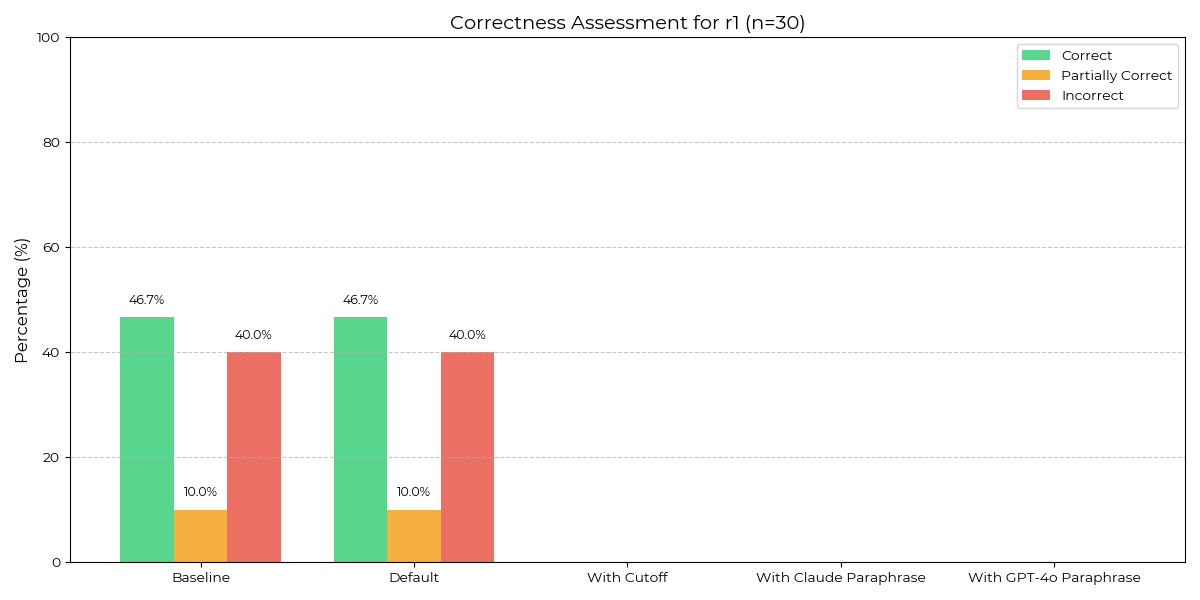 Correctness Assessment for r1 (n=30)
Percentage (%)
100
80
60
40
20
0
Correct
Partially Correct
Incorrect
46.7%
10.0%
40.0%
46.7%
10.0%
40.0%
Baseline
Default
With Cutoff
With Claude Paraphrase
With GPT-4o Paraphrase